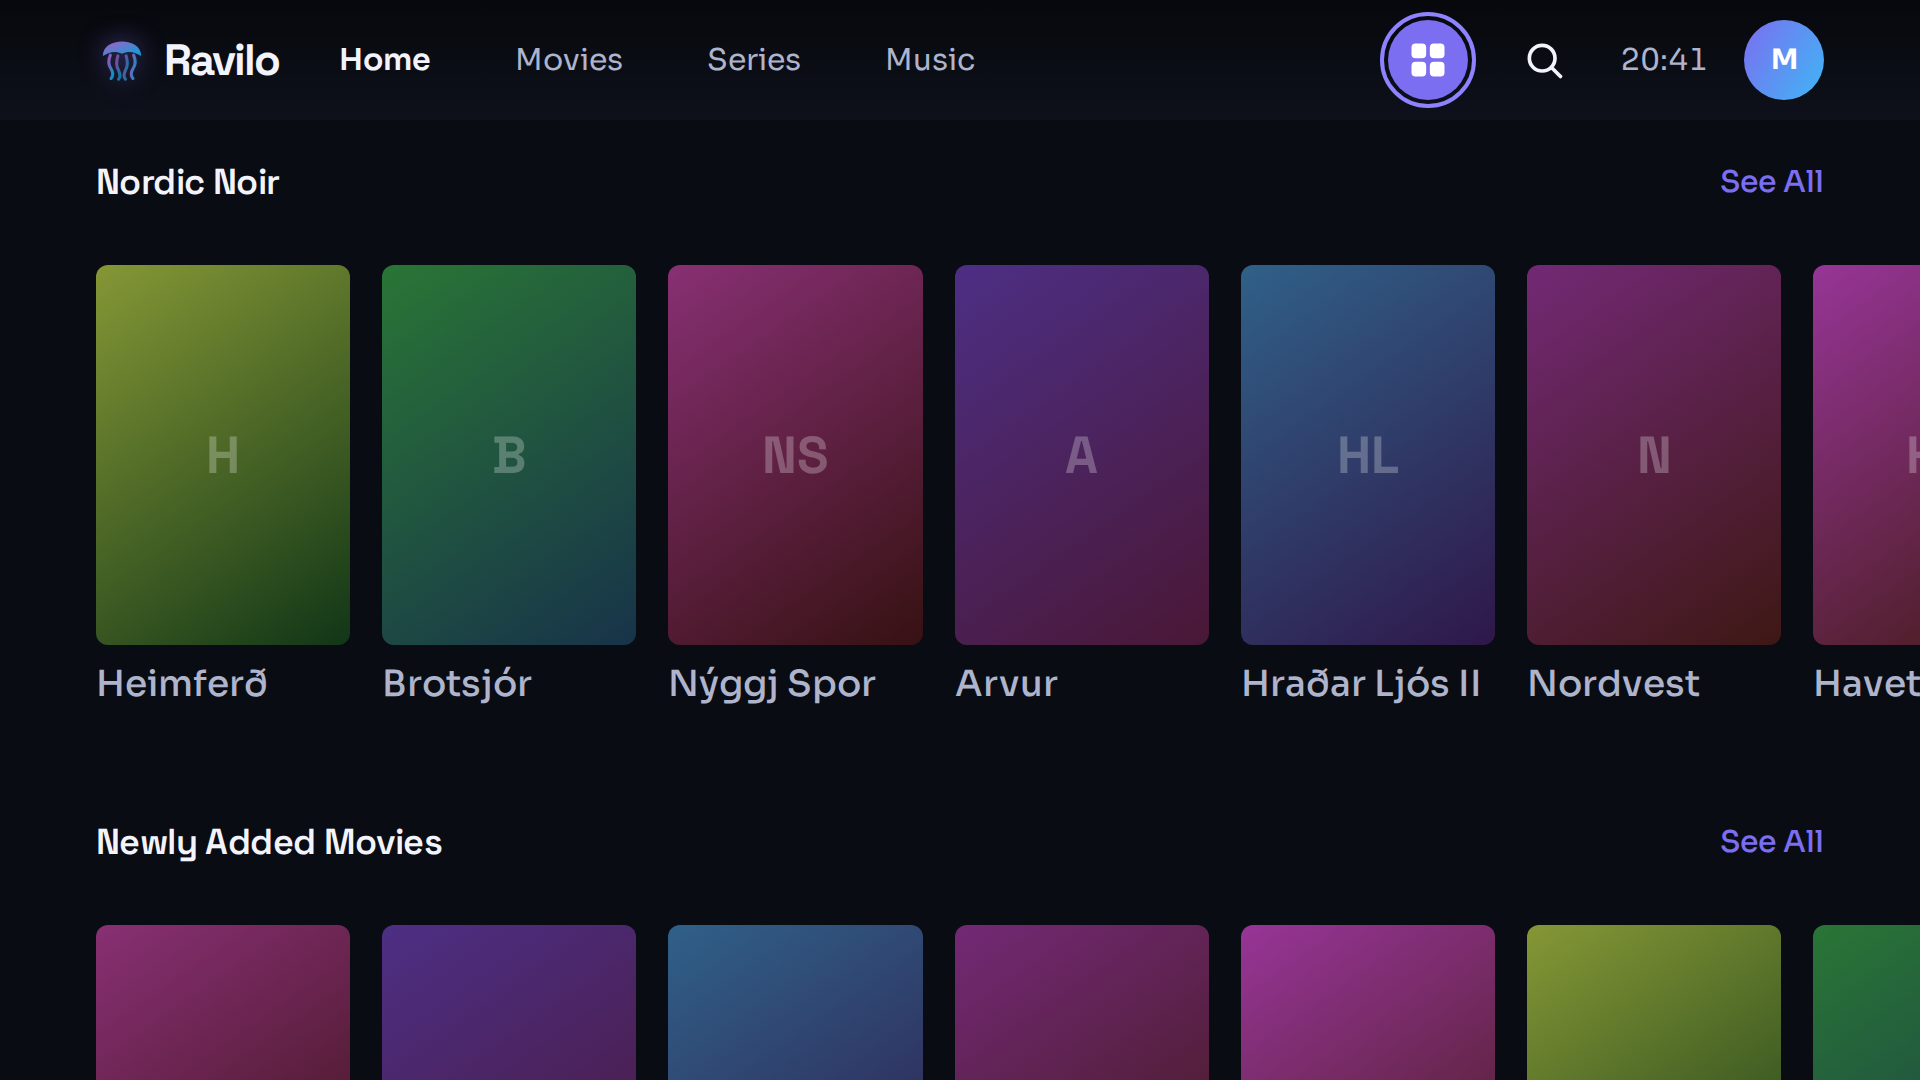 Ravilo
Home
Movies
Series
Music
20:41
M
Nordic Noir
See All
H
B
NS
A
HL
N
Heimferð
Brotsjór
Nýggj Spor
Arvur
Hraðar Ljós II
Nordvest
Newly Added Movies
See All